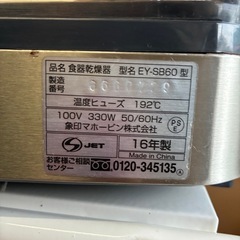 品名 食器乾燥器 型名 EY-SB60 型
製造
番号
温度ヒューズ 192℃
100V 330W 50/60Hz
象印マホービン株式会社
PS
E
S JET
16年製
Made in China
お客様ご相談
センター 0120-345135